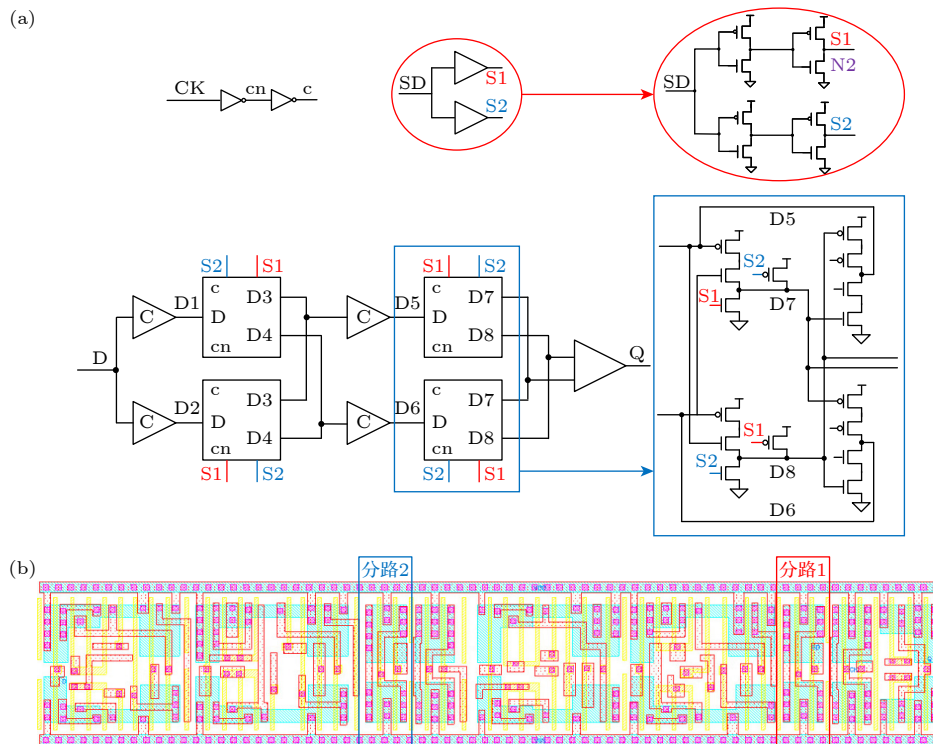 (a)
CK
cn
c
SD
S1
S2
SD
S1
N2
S2
S2
S1
S1
S2
D
C
D1
c
D
cn
D3
D4
C
D5
c
D
cn
D7
D8
Q
C
D2
c
D
cn
D3
D4
C
D6
c
D
cn
D7
D8
S1
S2
S2
S1
D5
S2
S1
D7
S1
S2
D8
D6
(b)
分路2
分路1